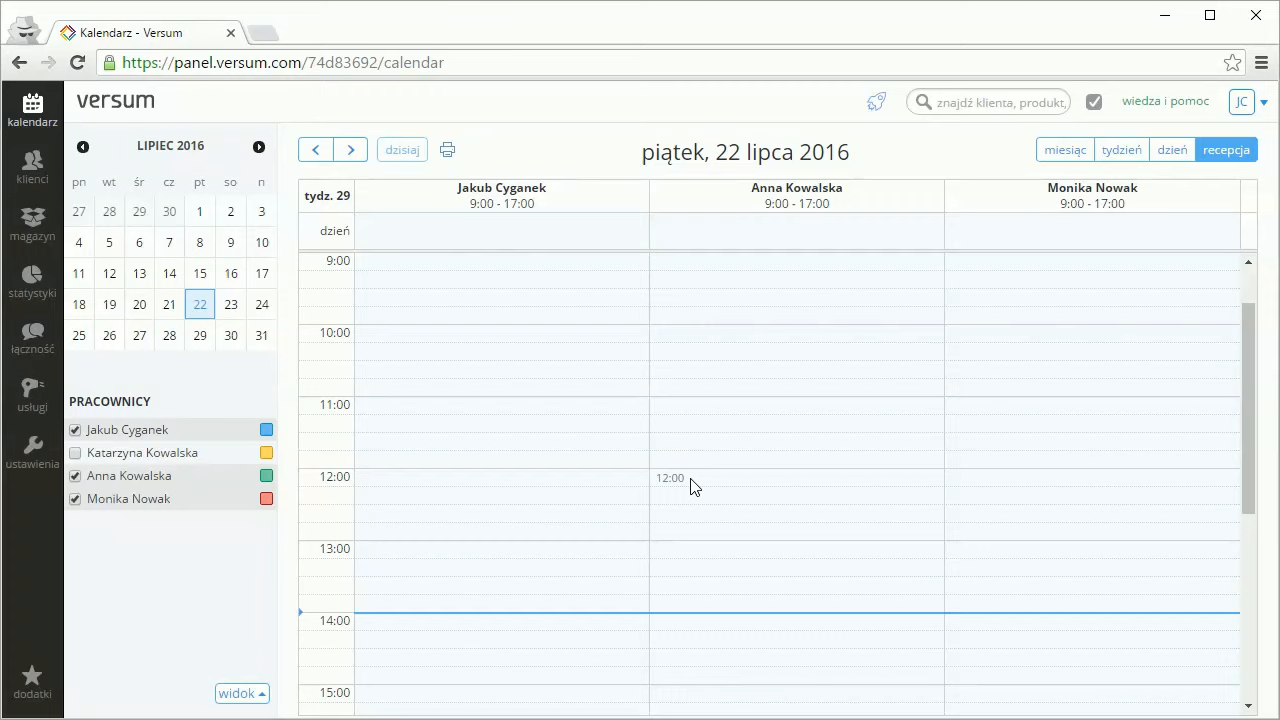 Kalendarz - Versum
https://panel.versum.com/74d83692/calendar
kalendarz
klienci
magazyn
statystyki
łączność
usługi
ustawienia
dodatki
versum
znajdź klienta, produkt,
wiedza i pomoc
JC
LIPIEC 2016
pn wt śr cz pt so n
27 28 29 30 1 2 3
4 5 6 7 8 9 10
11 12 13 14 15 16 17
18 19 20 21 22 23 24
25 26 27 28 29 30 31
PRACOWNICY
Jakub Cyganek
Katarzyna Kowalska
Anna Kowalska
Monika Nowak
widok
dzisiaj
piątek, 22 lipca 2016
miesiąc tydzień dzień recepcja
tydz. 29
Jakub Cyganek
9:00 - 17:00
Anna Kowalska
9:00 - 17:00
Monika Nowak
9:00 - 17:00
dzień
9:00
10:00
11:00
12:00
12:00
13:00
14:00
15:00